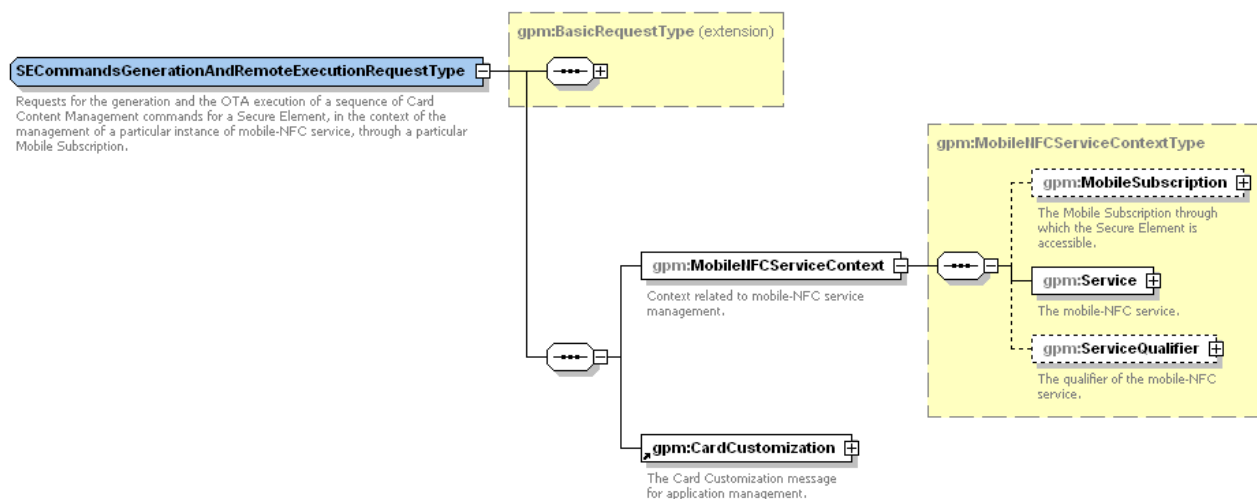 gpm:BasicRequestType (extension)
SECommandsGenerationAndRemoteExecutionRequestType
Requests for the generation and the OTA execution of a sequence of Card
Content Management commands for a Secure Element, in the context of the
management of a particular instance of mobile-NFC service, through a particular
Mobile Subscription.
gpm:MobileNFCServiceContextType
gpm:MobileSubscription
The Mobile Subscription through
which the Secure Element is
accessible.
gpm:MobileNFCServiceContext
Context related to mobile-NFC service
management.
gpm:Service
The mobile-NFC service.
gpm:ServiceQualifier
The qualifier of the mobile-NFC
service.
gpm:CardCustomization
The Card Customization message
for application management.